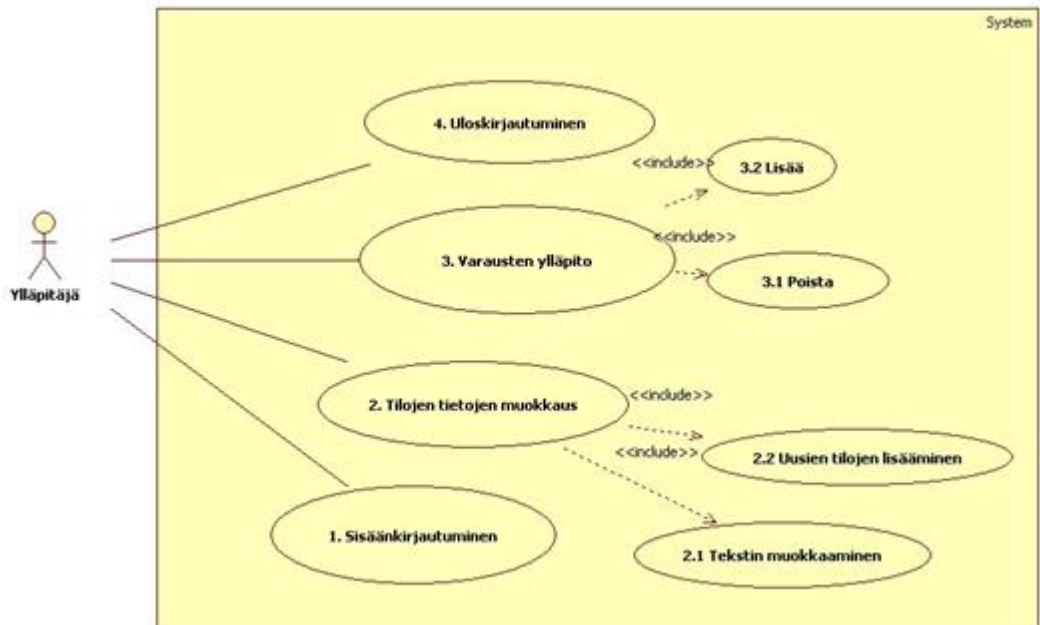 System
4. Uloskirjautuminen
<<include>>
3.2 Lisää
<<include>>
3. Varausten ylläpito
3.1 Poista
Ylläpitäjä
<<include>>
2. Tilojen tietojen muokkaus
<<include>>
2.2 Uusien tilojen lisääminen
1. Sisäänkirjautuminen
2.1 Tekstin muokkaaminen